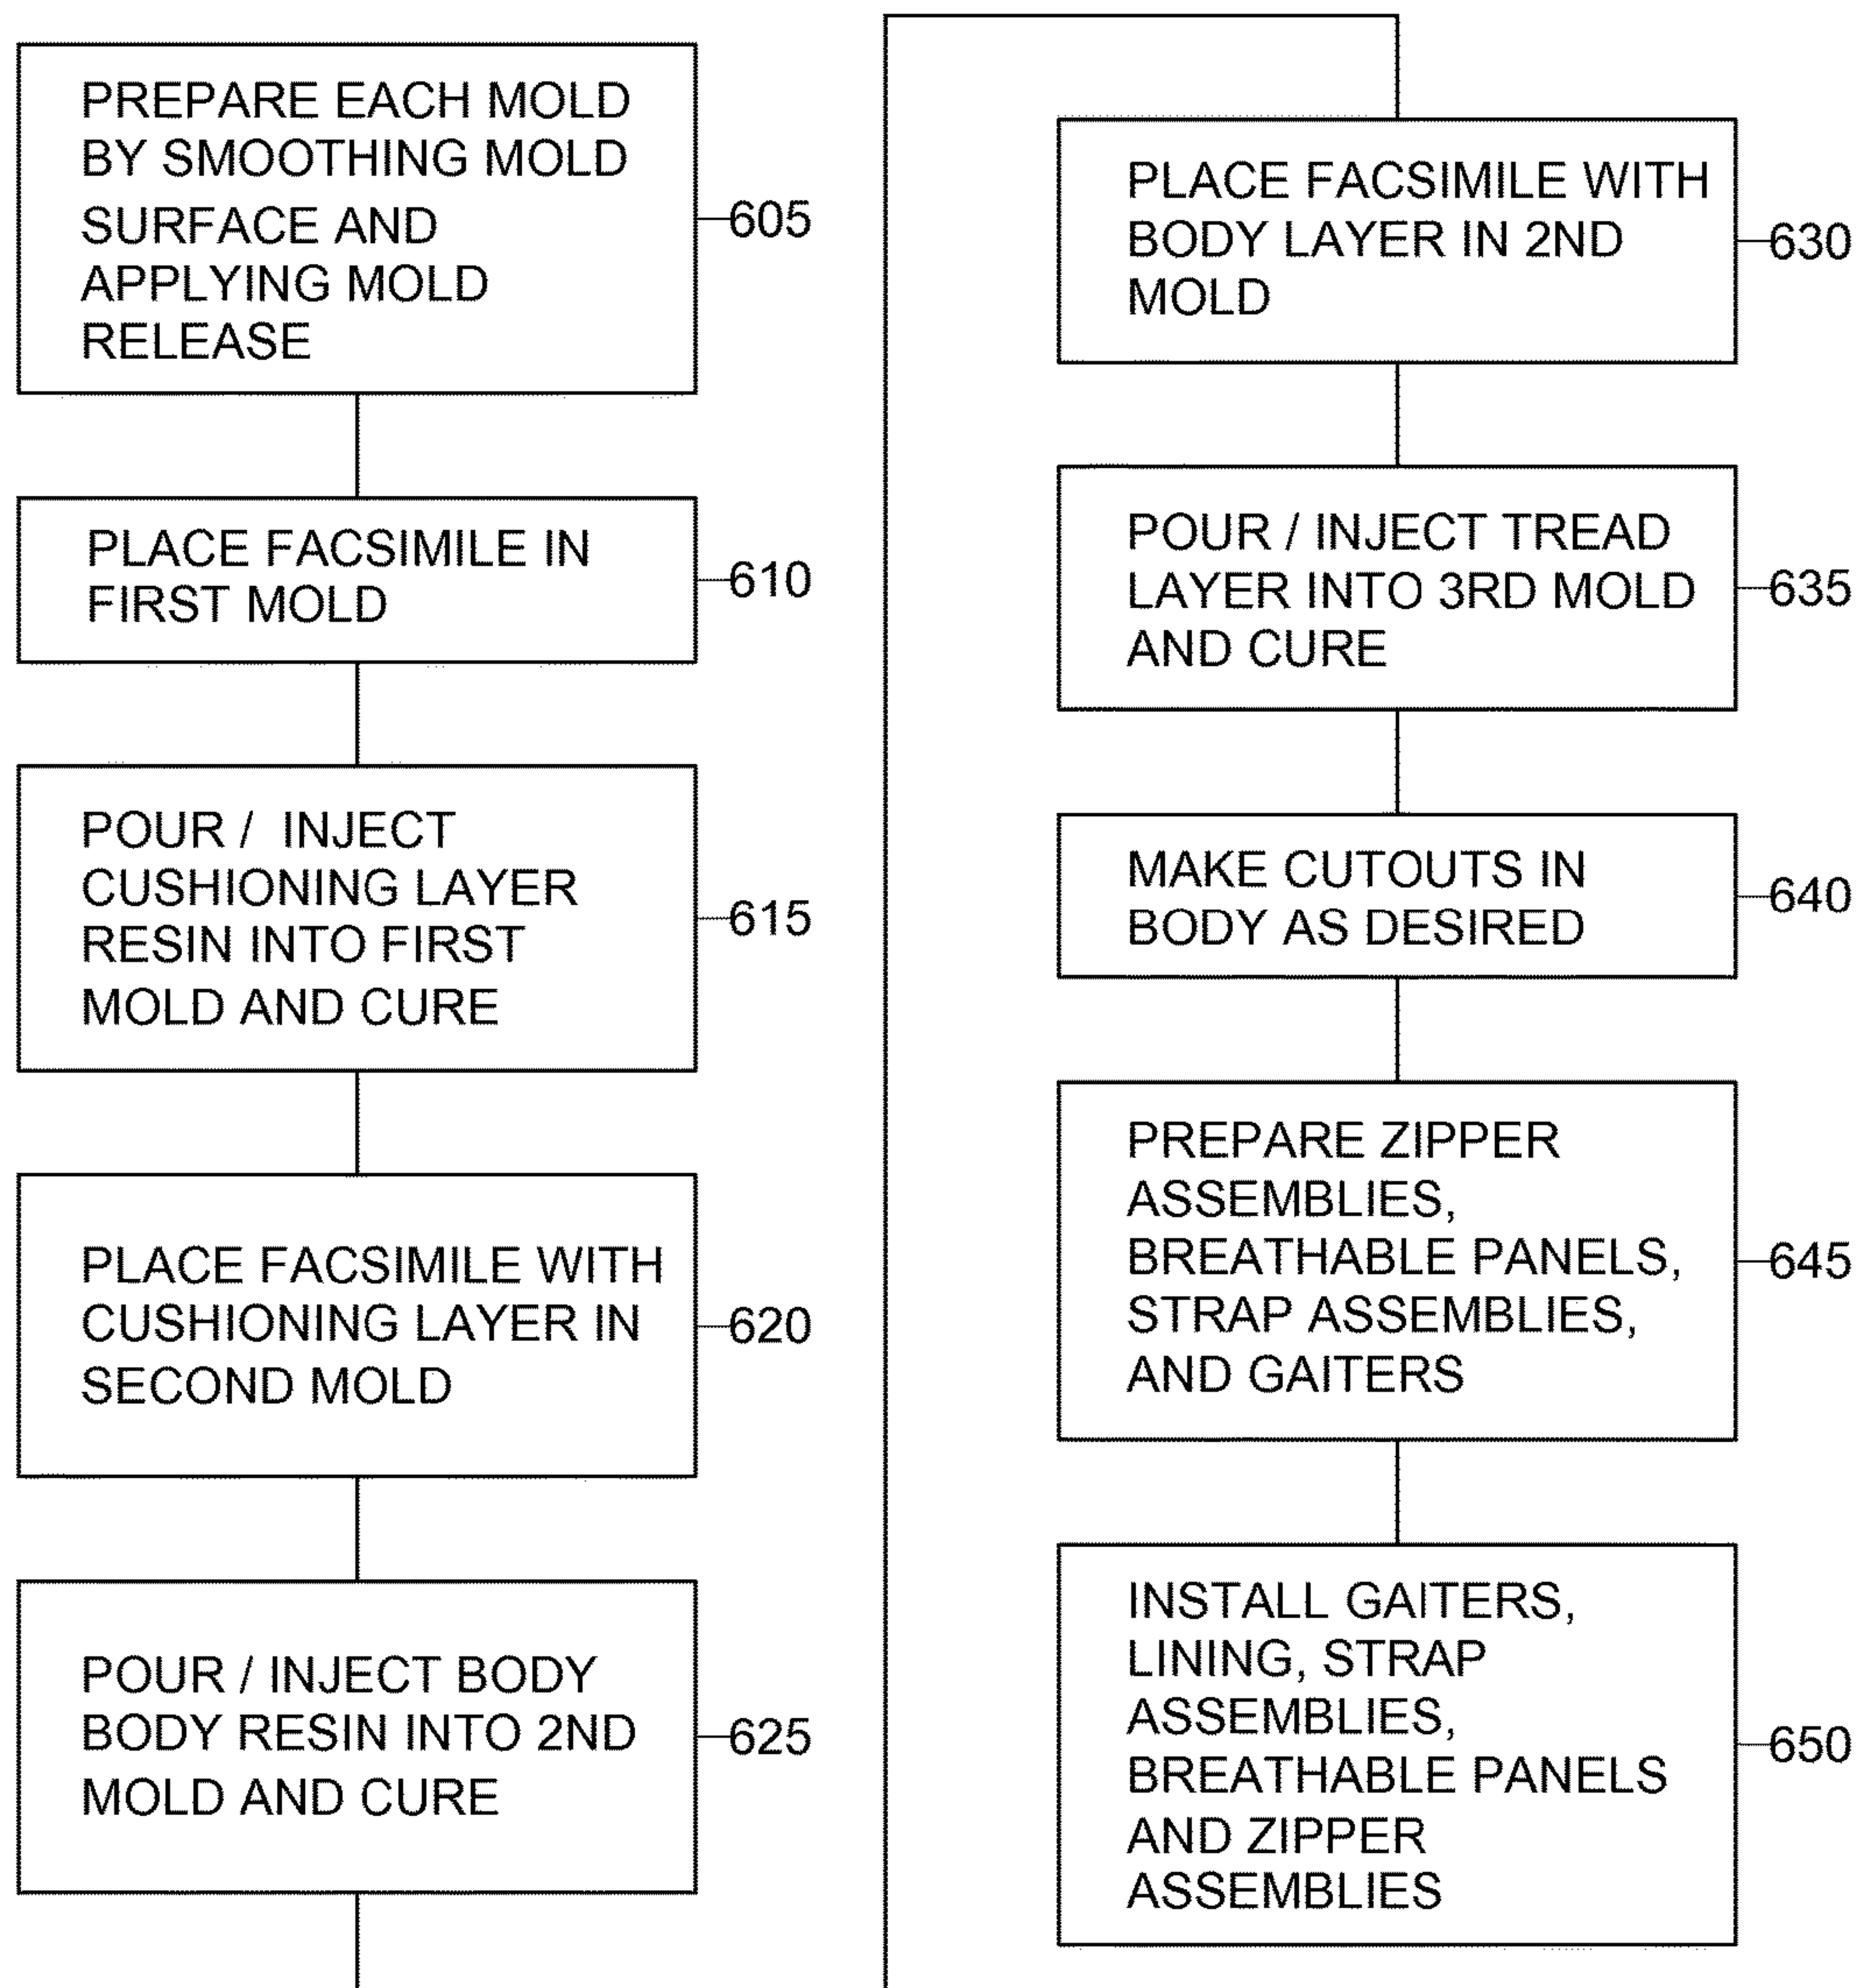 PREPARE EACH MOLD
BY SMOOTHING MOLD
SURFACE AND
APPLYING MOLD
RELEASE
605
PLACE FACSIMILE IN
FIRST MOLD
610
POUR / INJECT
CUSHIONING LAYER
RESIN INTO FIRST
MOLD AND CURE
615
PLACE FACSIMILE WITH
CUSHIONING LAYER IN
SECOND MOLD
620
POUR / INJECT BODY
BODY RESIN INTO 2ND
MOLD AND CURE
625
PLACE FACSIMILE WITH
BODY LAYER IN 2ND
MOLD
630
POUR / INJECT TREAD
LAYER INTO 3RD MOLD
AND CURE
635
MAKE CUTOUTS IN
BODY AS DESIRED
640
PREPARE ZIPPER
ASSEMBLIES,
BREATHABLE PANELS,
STRAP ASSEMBLIES,
AND GAITERS
645
INSTALL GAITERS,
LINING, STRAP
ASSEMBLIES,
BREATHABLE PANELS
AND ZIPPER
ASSEMBLIES
650